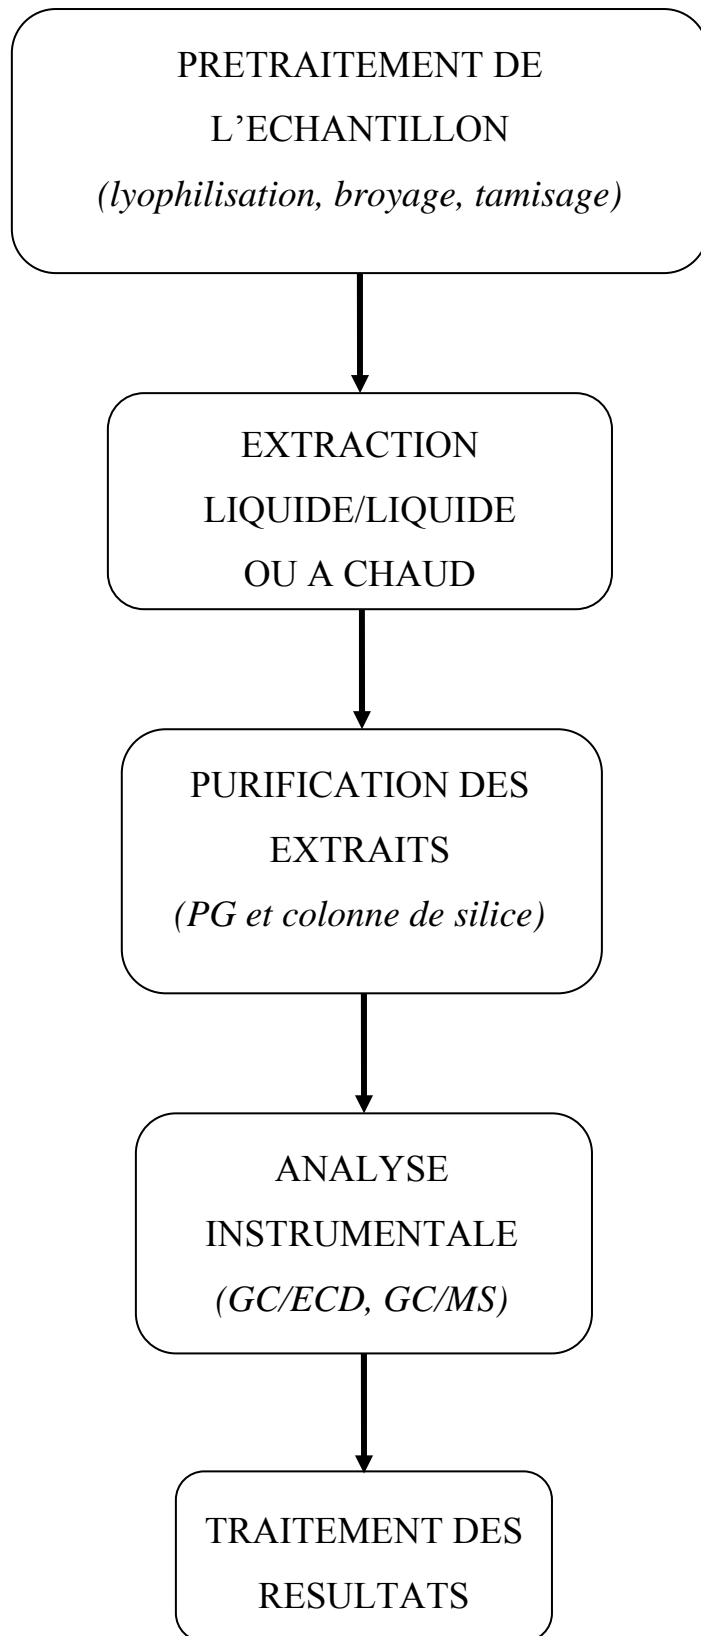 PRETRAITEMENT DE
L’ECHANTILLON
(lyophilisation, broyage, tamisage)
EXTRACTION
LIQUIDE/LIQUIDE
OU A CHAUD
PURIFICATION DES
EXTRAITS
(PG et colonne de silice)
ANALYSE
INSTRUMENTALE
(GC/ECD, GC/MS)
TRAITEMENT DES
RESULTATS